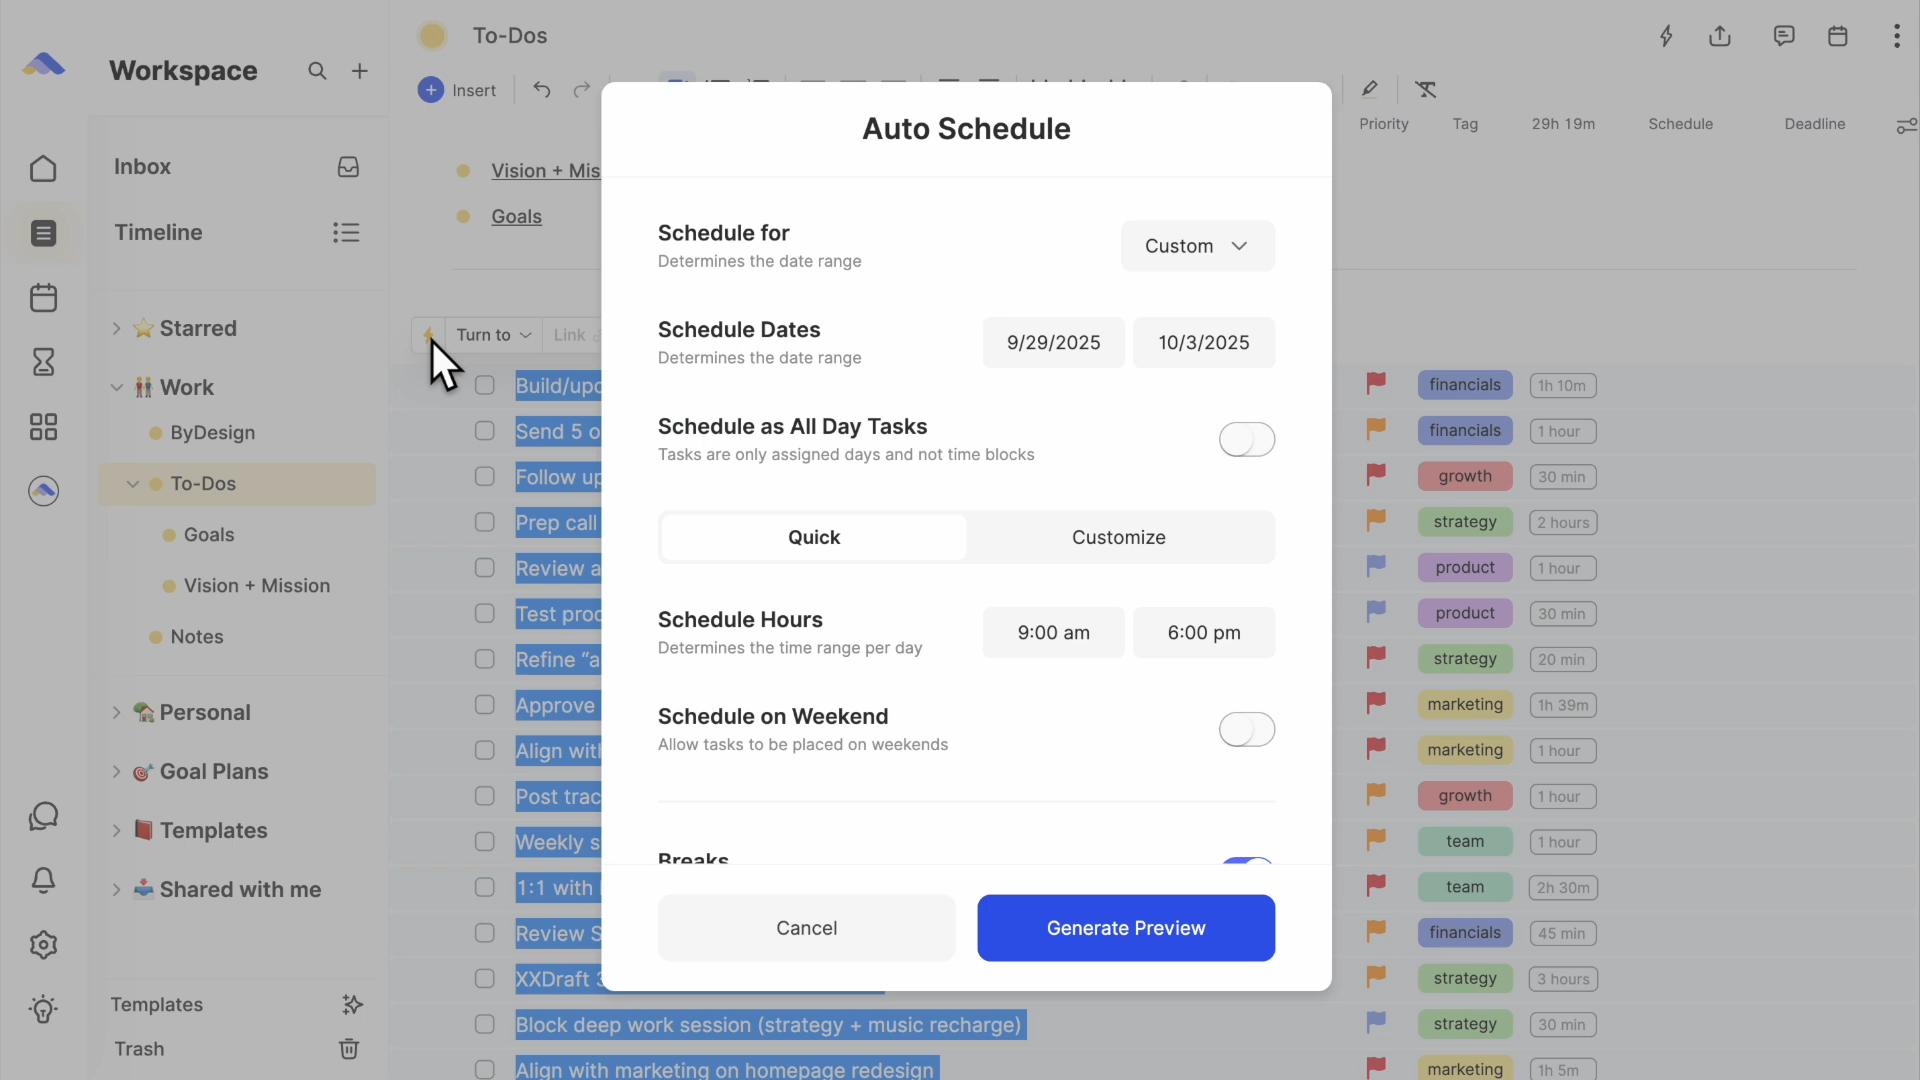 To-Dos
Workspace
Insert
Priority Tag 29h 19m Schedule Deadline
Inbox
Timeline
Starred
Work
ByDesign
To-Dos
Goals
Vision + Mission
Notes
Personal
Goal Plans
Templates
Shared with me
Templates
Trash
Vision + Mis
Goals
Turn to Link
Auto Schedule
Schedule for
Determines the date range
Custom
Schedule Dates
Determines the date range
9/29/2025 10/3/2025
Schedule as All Day Tasks
Tasks are only assigned days and not time blocks
Quick Customize
Schedule Hours
Determines the time range per day
9:00 am 6:00 pm
Schedule on Weekend
Allow tasks to be placed on weekends
Breaks
Cancel Generate Preview
Build/upd financials 1h 10m
Send 5 o financials 1 hour
Follow up growth 30 min
Prep call strategy 2 hours
Review a product 1 hour
Test prod product 30 min
Refine “a strategy 20 min
Approve marketing 1h 39m
Align with marketing 1 hour
Post trac growth 1 hour
Weekly s team 1 hour
1:1 with team 2h 30m
Review S financials 45 min
XXDraft 3 strategy 3 hours
Block deep work session (strategy + music recharge) strategy 30 min
Align with marketing on homepage redesign marketing 1h 5m